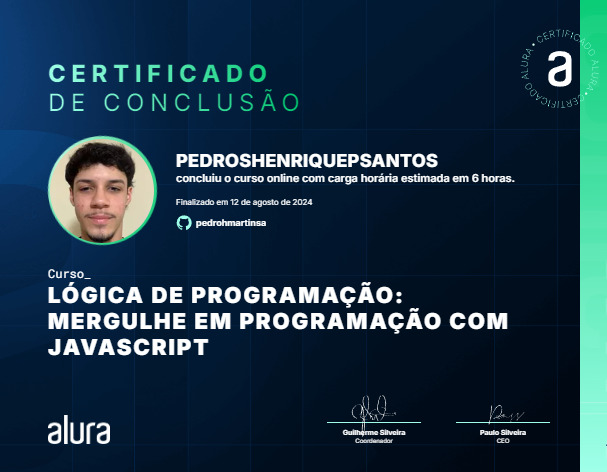 CERTIFICADO
DE CONCLUSÃO
CERTIFICADO ALURA • CERTIFICADO ALURA •
a
PEDROSHENRIQUEPSANTOS
concluiu o curso online com carga horária estimada em 6 horas.
Finalizado em 12 de agosto de 2024
pedrohmartinsa
Curso_
LÓGICA DE PROGRAMAÇÃO:
MERGULHE EM PROGRAMAÇÃO COM
JAVASCRIPT
alura
Guilherme Silveira
Coordenador
Paulo Silveira
CEO